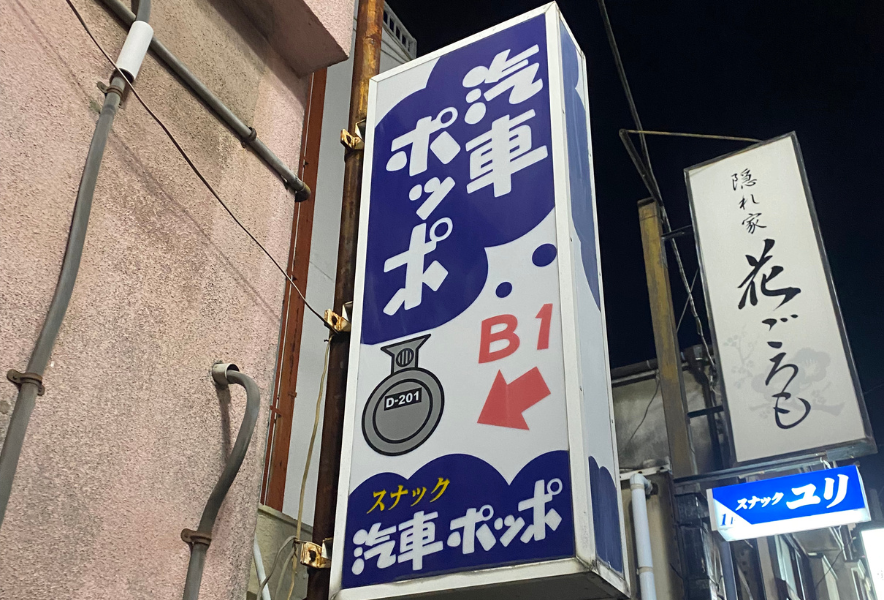 汽車
ポッポ
B1
D-201
スナック
汽車ポッポ
隠れ家
花ごろも
スナック ユリ